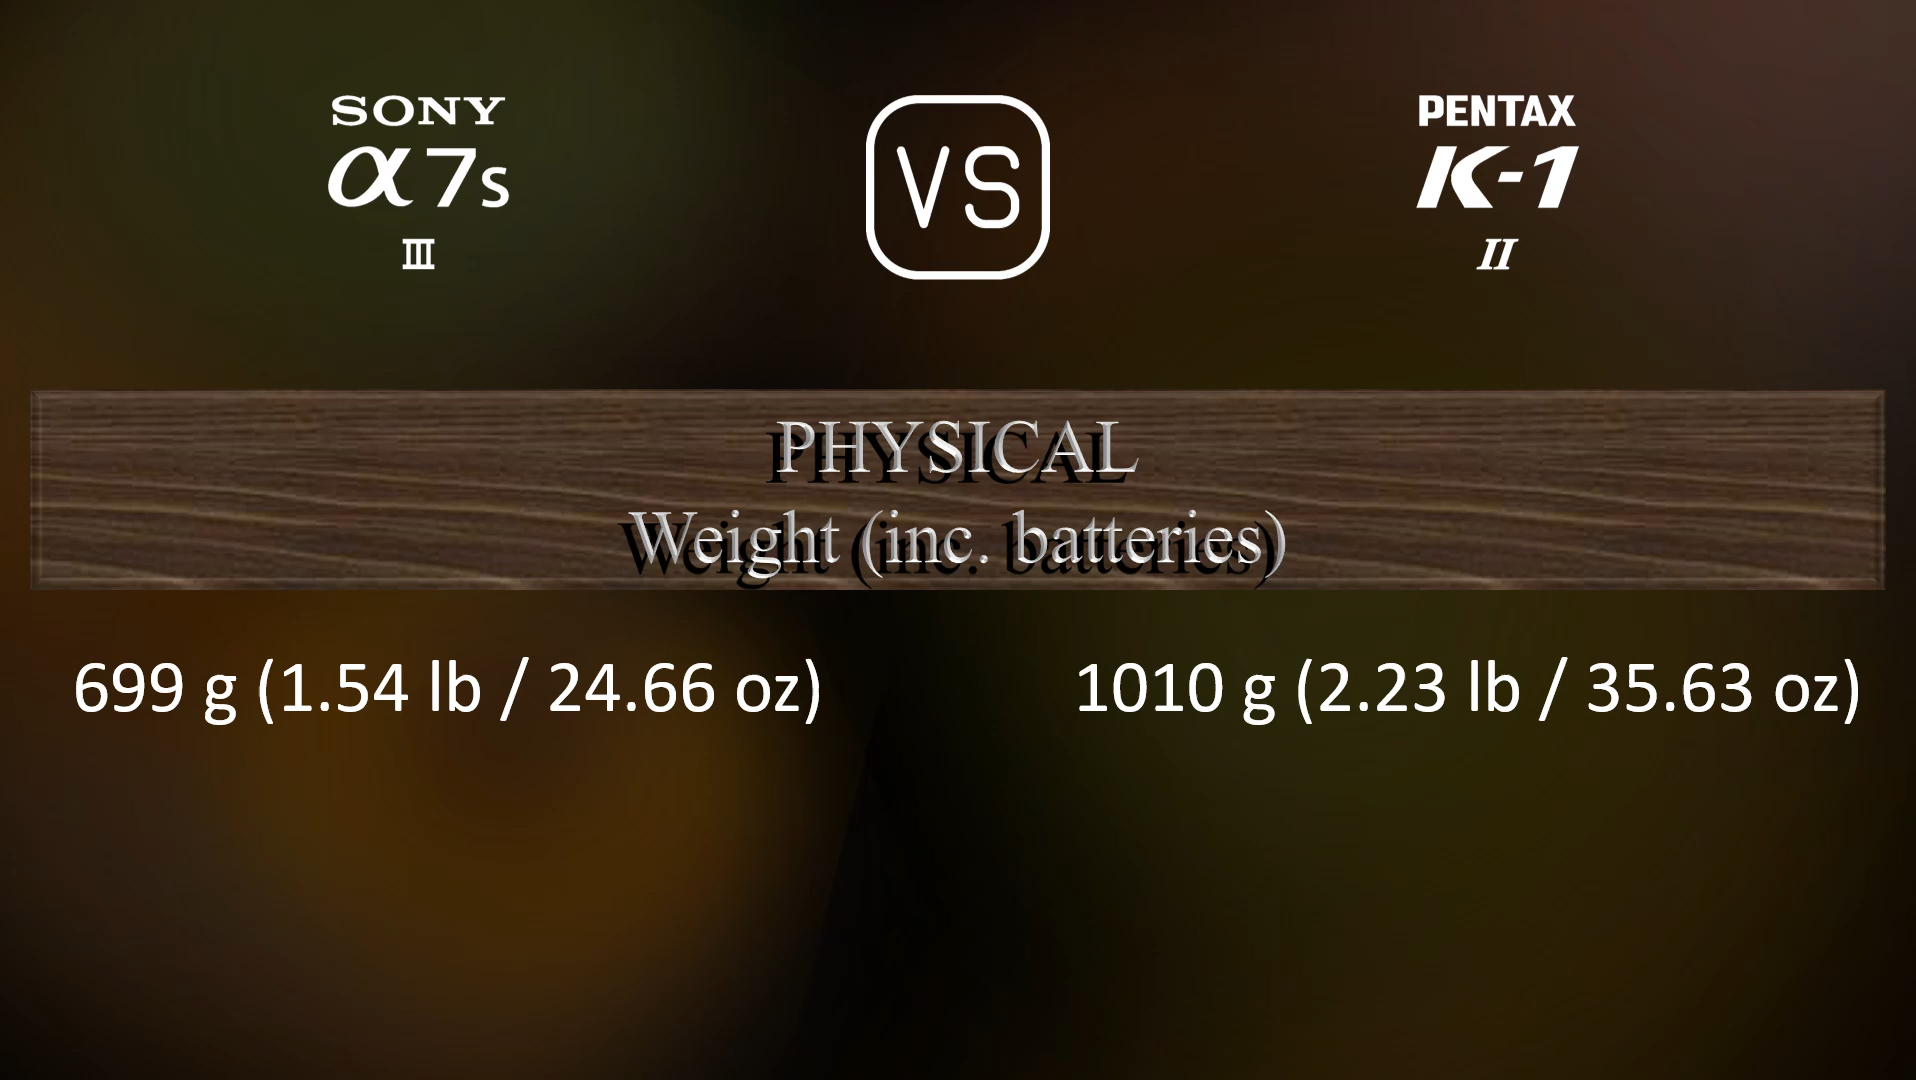 SONY
α7s
III
VS
PENTAX
K-1
II
PHYSICAL
Weight (inc. batteries)
699 g (1.54 lb / 24.66 oz)
1010 g (2.23 lb / 35.63 oz)